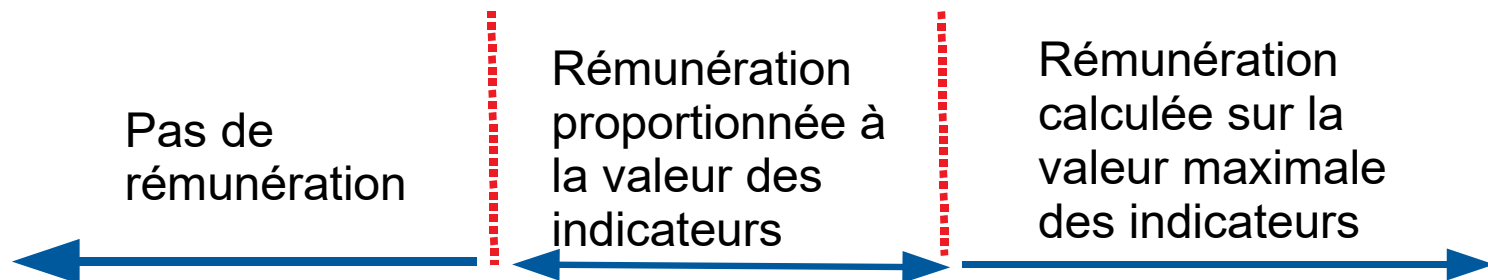 Pas de
rémunération
Rémunération
proportionnée à
la valeur des
indicateurs
Rémunération
calculée sur la
valeur maximale
des indicateurs